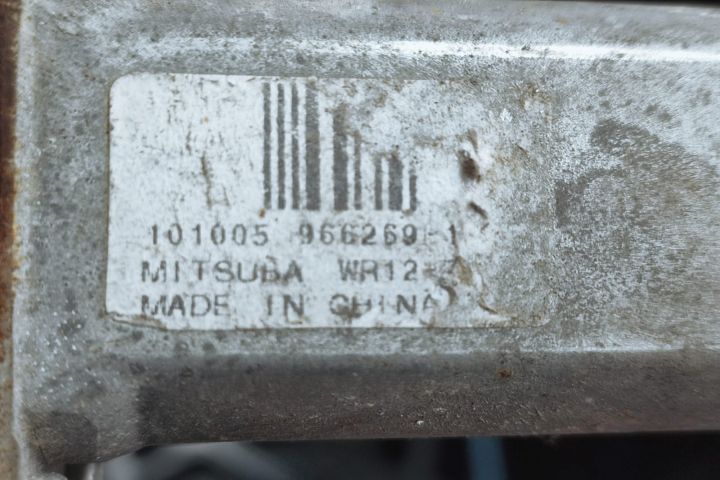 101005 966269-1
MITSUBA WR12-
MADE IN CHINA